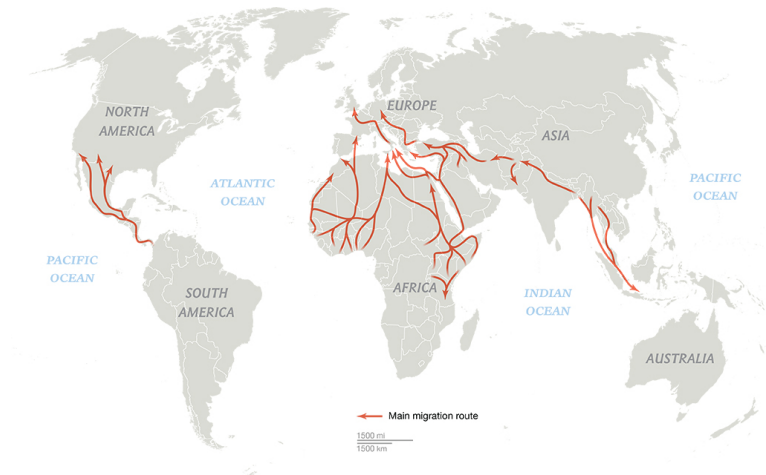 NORTH
AMERICA
EUROPE
ASIA
ATLANTIC
OCEAN
PACIFIC
OCEAN
PACIFIC
OCEAN
SOUTH
AMERICA
AFRICA
INDIAN
OCEAN
AUSTRALIA
Main migration route
1500 mi
1500 km